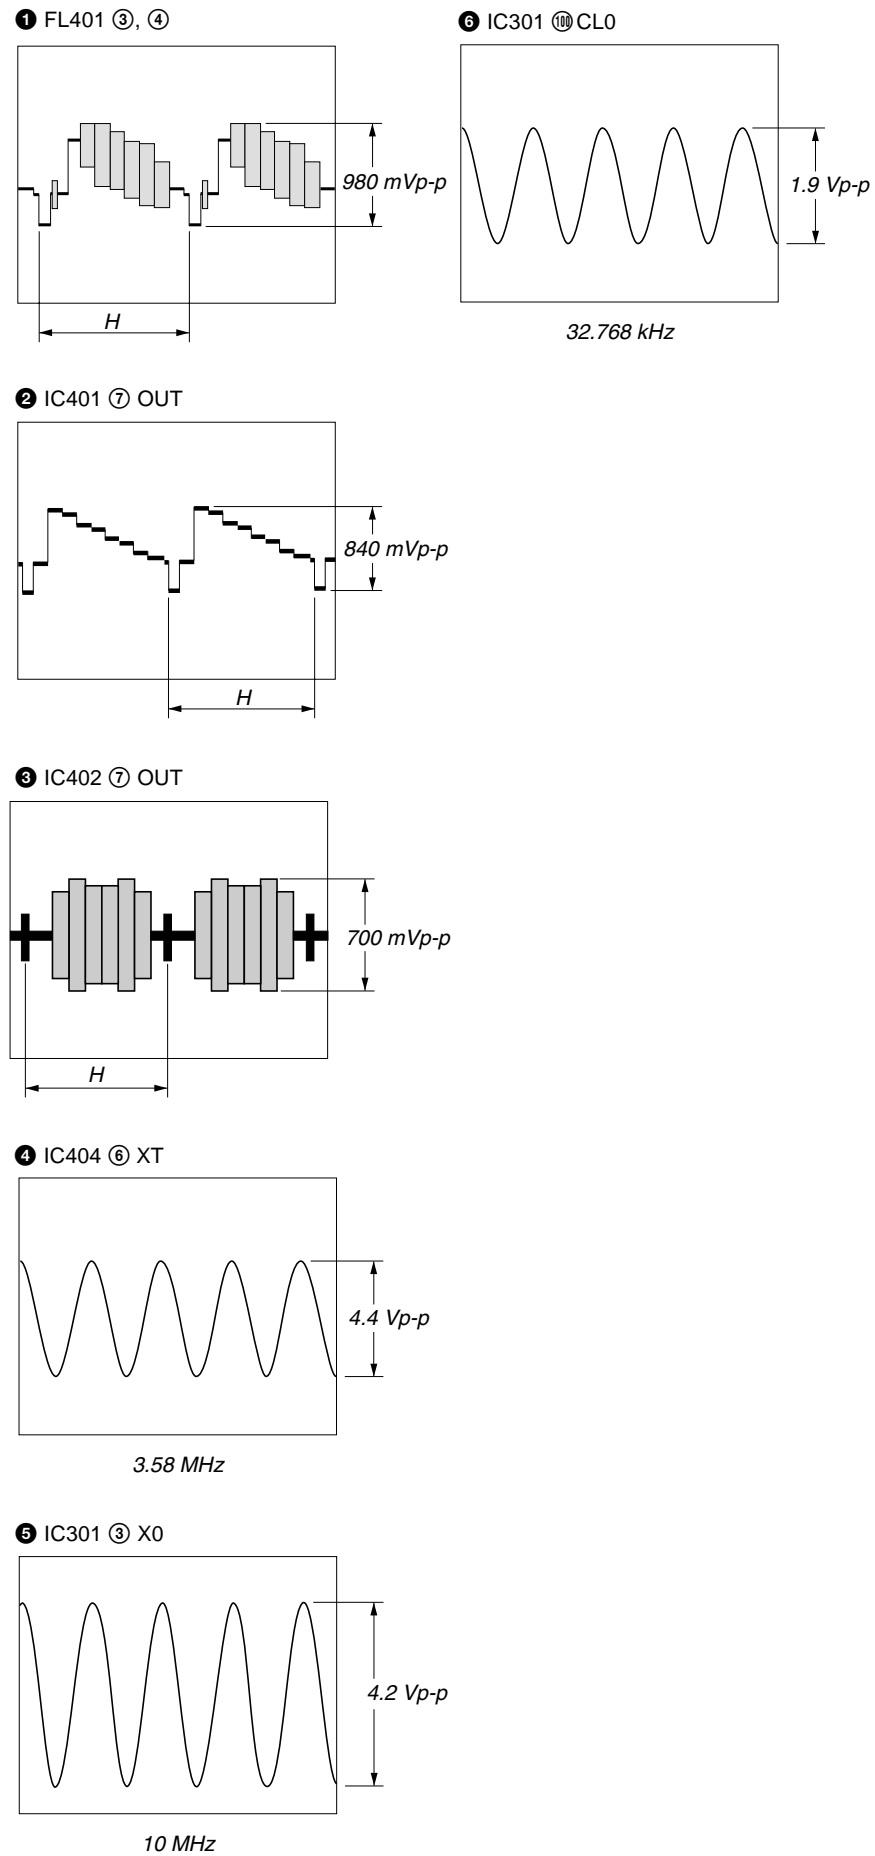 ❶ FL401 ③, ④
980 mVp-p
H
❷ IC401 ⑦ OUT
840 mVp-p
H
❸ IC402 ⑦ OUT
700 mVp-p
H
❹ IC404 ⑥ XT
4.4 Vp-p
3.58 MHz
❺ IC301 ③ X0
4.2 Vp-p
10 MHz
❻ IC301 (100) CL0
1.9 Vp-p
32.768 kHz